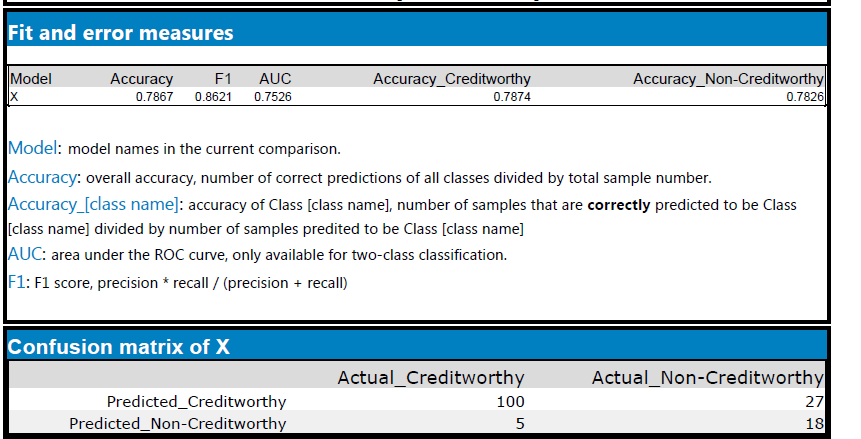 Fit and error measures
Model Accuracy F1 AUC Accuracy_Creditworthy Accuracy_Non-Creditworthy
X 0.7867 0.8621 0.7526 0.7874 0.7826
Model: model names in the current comparison.
Accuracy: overall accuracy, number of correct predictions of all classes divided by total sample number.
Accuracy_[class name]: accuracy of Class [class name], number of samples that are correctly predicted to be Class
[class name] divided by number of samples predited to be Class [class name]
AUC: area under the ROC curve, only available for two-class classification.
F1: F1 score, precision * recall / (precision + recall)
Confusion matrix of X
Actual_Creditworthy Actual_Non-Creditworthy
Predicted_Creditworthy 100 27
Predicted_Non-Creditworthy 5 18